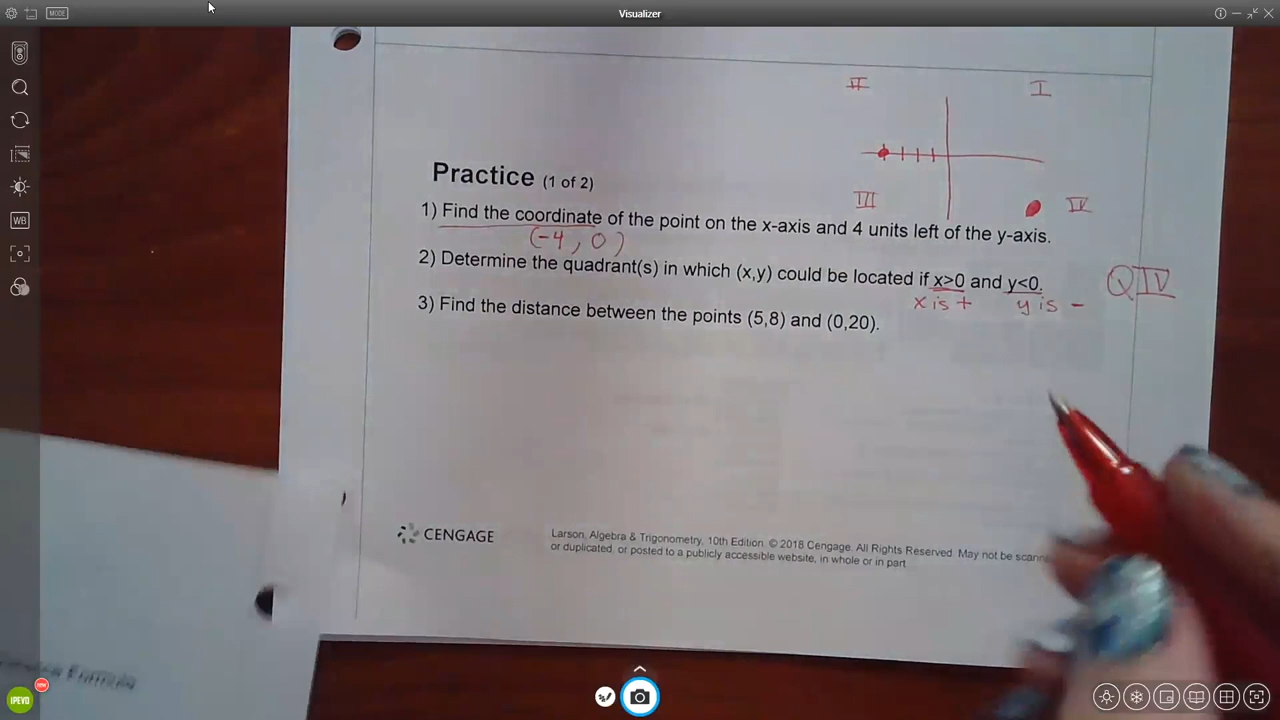 MODE
Visualizer
II
I
Practice (1 of 2)
III
IV
1) Find the coordinate of the point on the x-axis and 4 units left of the y-axis.
(-4, 0)
2) Determine the quadrant(s) in which (x,y) could be located if x>0 and y<0.
QIV
x is + y is -
3) Find the distance between the points (5,8) and (0,20).
CENGAGE
Larson, Algebra & Trigonometry, 10th Edition. © 2018 Cengage. All Rights Reserved. May not be scann
or duplicated, or posted to a publicly accessible website, in whole or in part.
WB
IPEVO
new